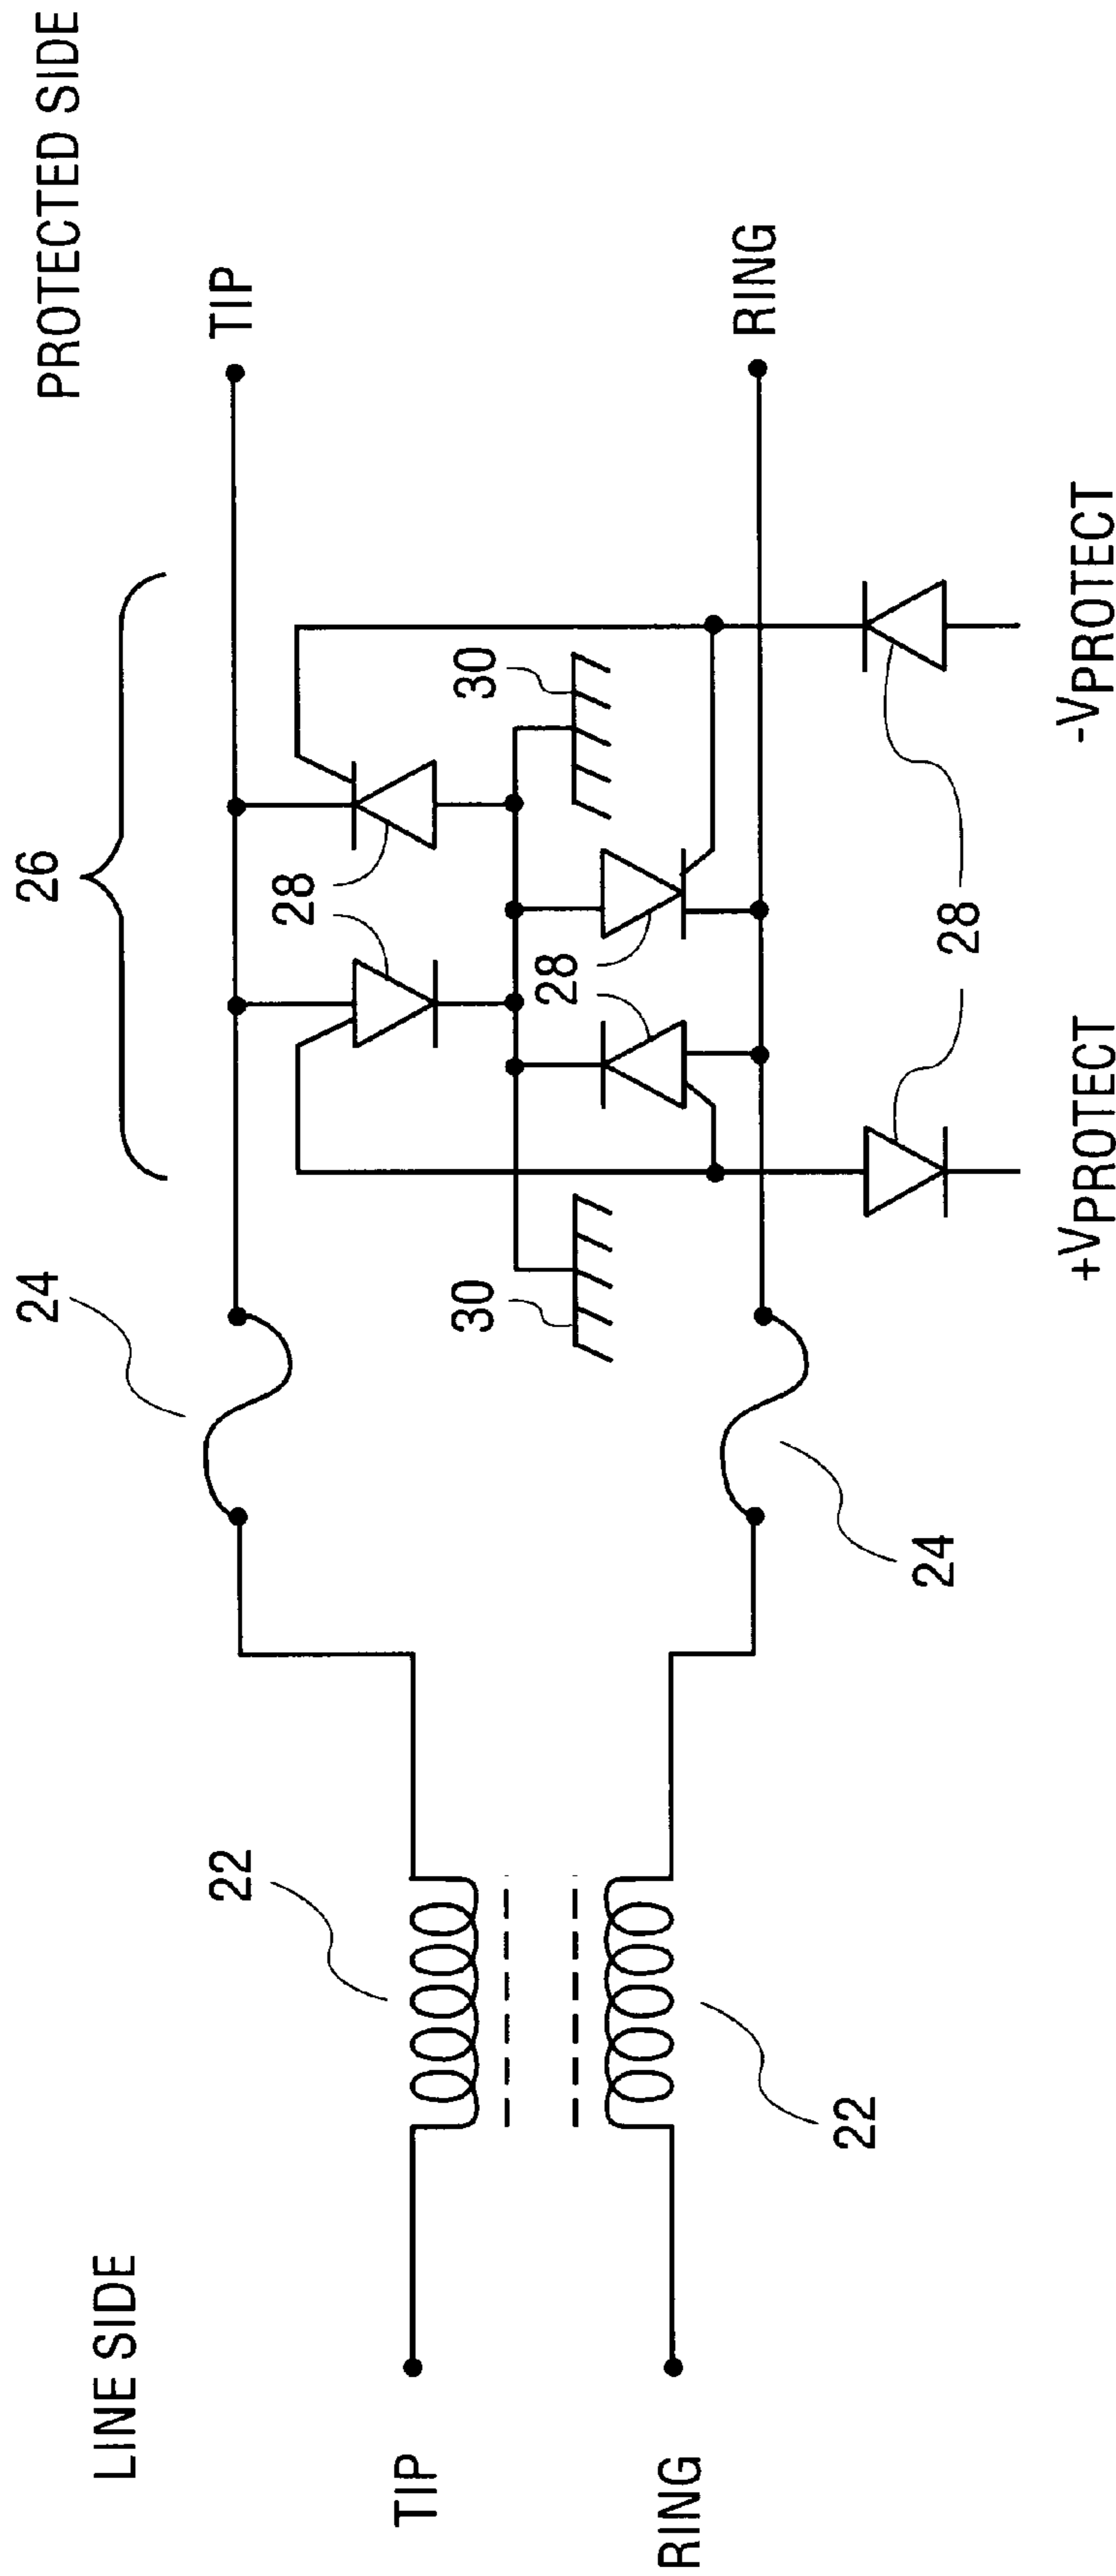 LINE SIDE
PROTECTED SIDE
TIP
RING
22
22
24
24
26
28
28
28
30
30
TIP
RING
+VPROTECT
-VPROTECT